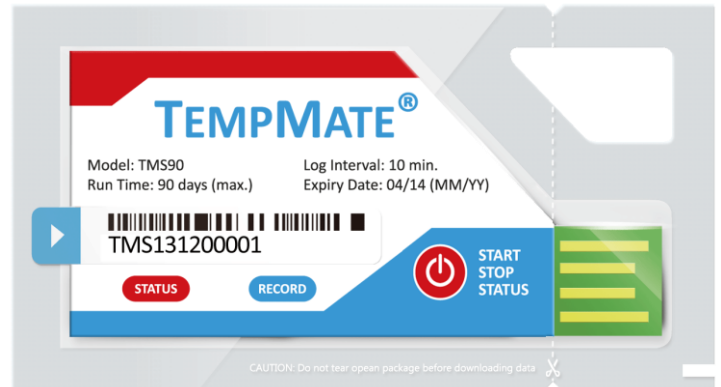 TEMPMATE®
Model: TMS90
Log Interval: 10 min.
Run Time: 90 days (max.)
Expiry Date: 04/14 (MM/YY)
TMS131200001
STATUS
RECORD
START
STOP
STATUS
CAUTION: Do not tear opean package before downloading data